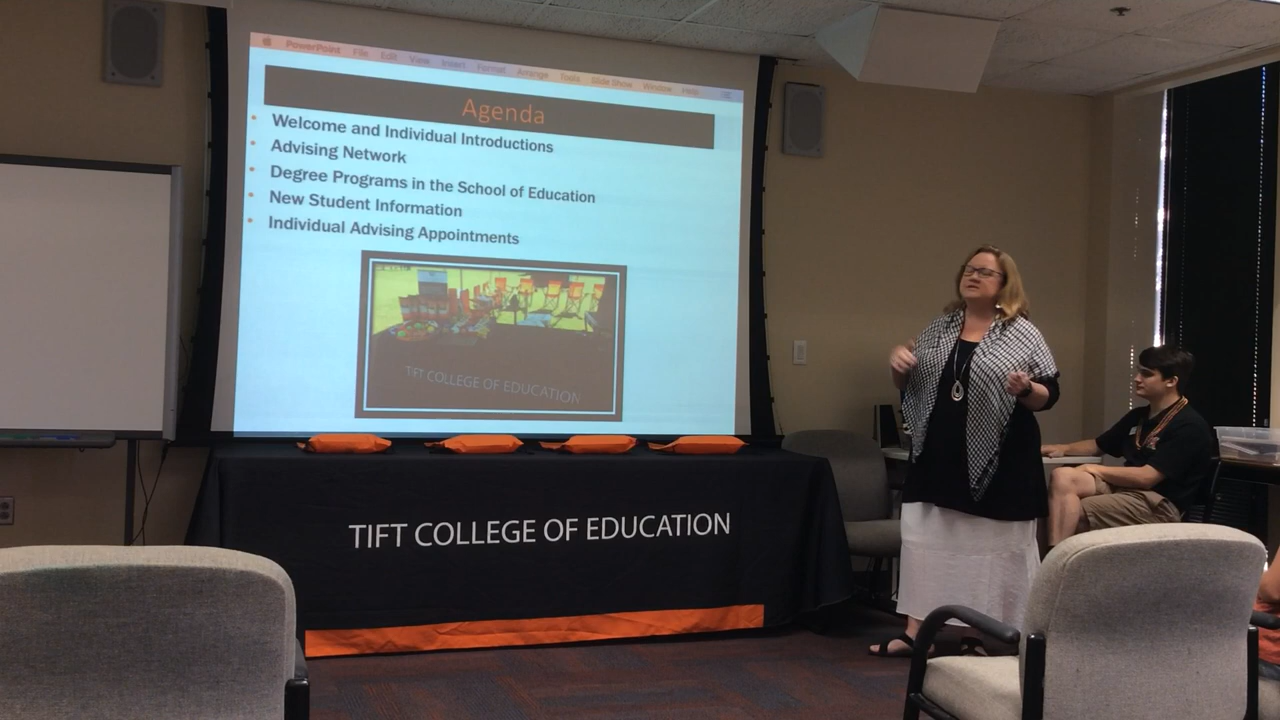 PowerPoint File Edit View Insert Format Arrange Tools Slide Show Window Help
Agenda
• Welcome and Individual Introductions
• Advising Network
• Degree Programs in the School of Education
• New Student Information
• Individual Advising Appointments
TIFT COLLEGE OF EDUCATION
TIFT COLLEGE OF EDUCATION